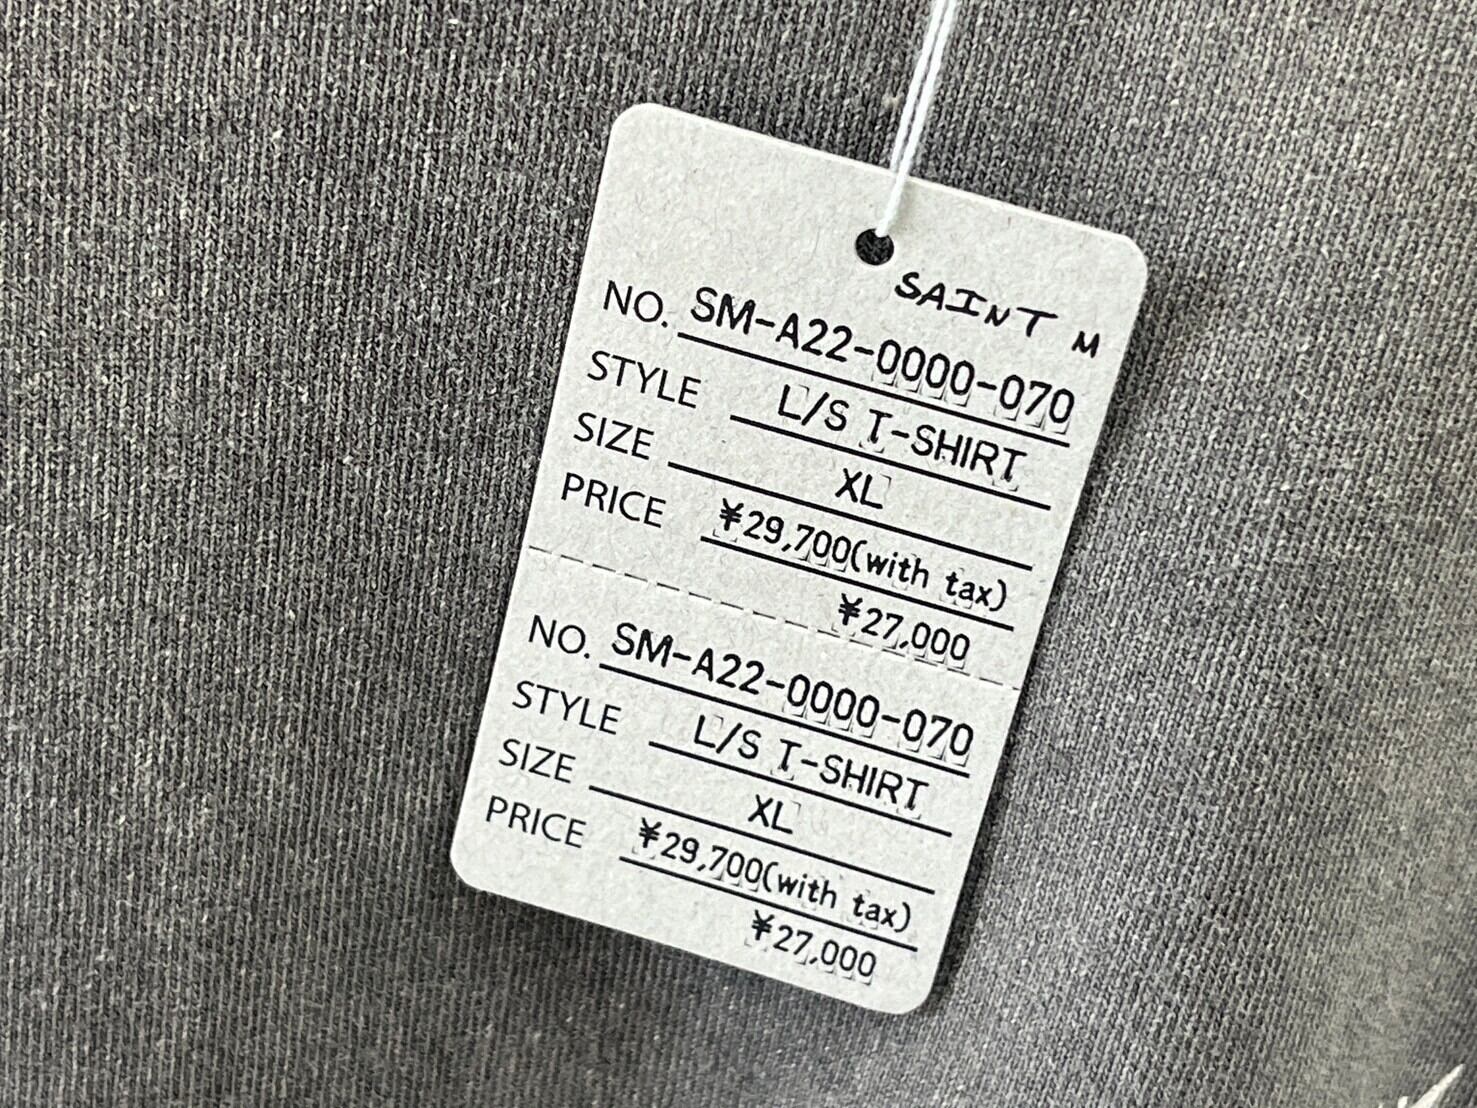 SAINT M
NO. SM-A22-0000-070
STYLE L/S T-SHIRT
SIZE XL
PRICE ¥29,700(with tax)
¥27,000
NO. SM-A22-0000-070
STYLE L/S T-SHIRT
SIZE XL
PRICE ¥29,700(with tax)
¥27,000